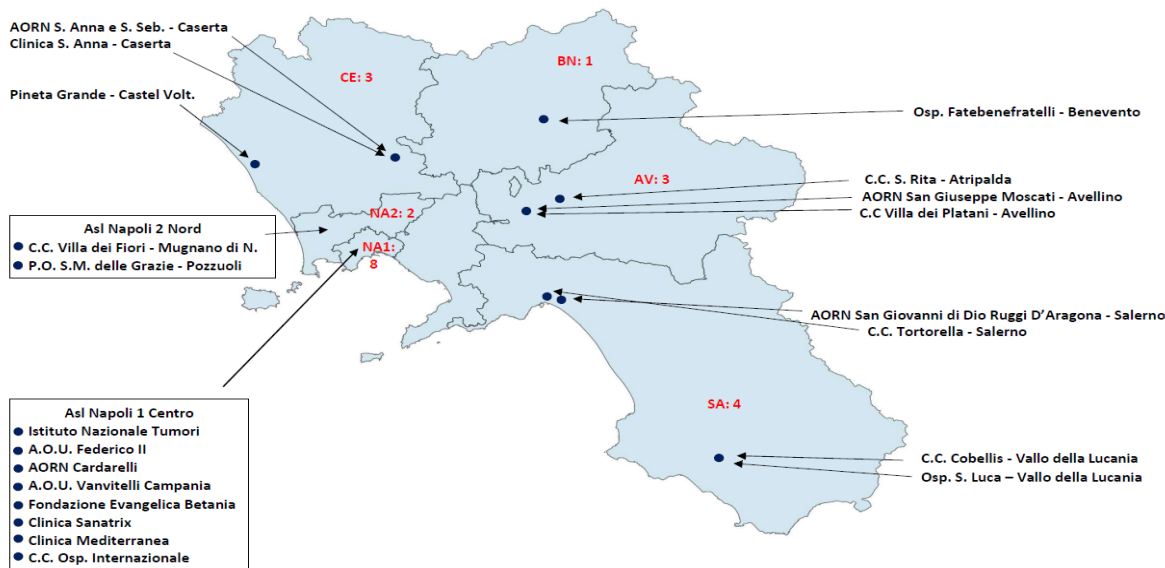 AORN S. Anna e S. Seb. - Caserta
Clinica S. Anna - Caserta
Pineta Grande - Castel Volt.
CE: 3
BN: 1
Osp. Fatebenefratelli - Benevento
AV: 3
C.C. S. Rita - Atripalda
AORN San Giuseppe Moscati - Avellino
C.C Villa dei Platani - Avellino
NA2: 2
NA1:
8
Asl Napoli 2 Nord
C.C. Villa dei Fiori - Mugnano di N.
P.O. S.M. delle Grazie - Pozzuoli
AORN San Giovanni di Dio Ruggi D’Aragona - Salerno
C.C. Tortorella - Salerno
SA: 4
C.C. Cobellis - Vallo della Lucania
Osp. S. Luca – Vallo della Lucania
Asl Napoli 1 Centro
Istituto Nazionale Tumori
A.O.U. Federico II
AORN Cardarelli
A.O.U. Vanvitelli Campania
Fondazione Evangelica Betania
Clinica Sanatrix
Clinica Mediterranea
C.C. Osp. Internazionale